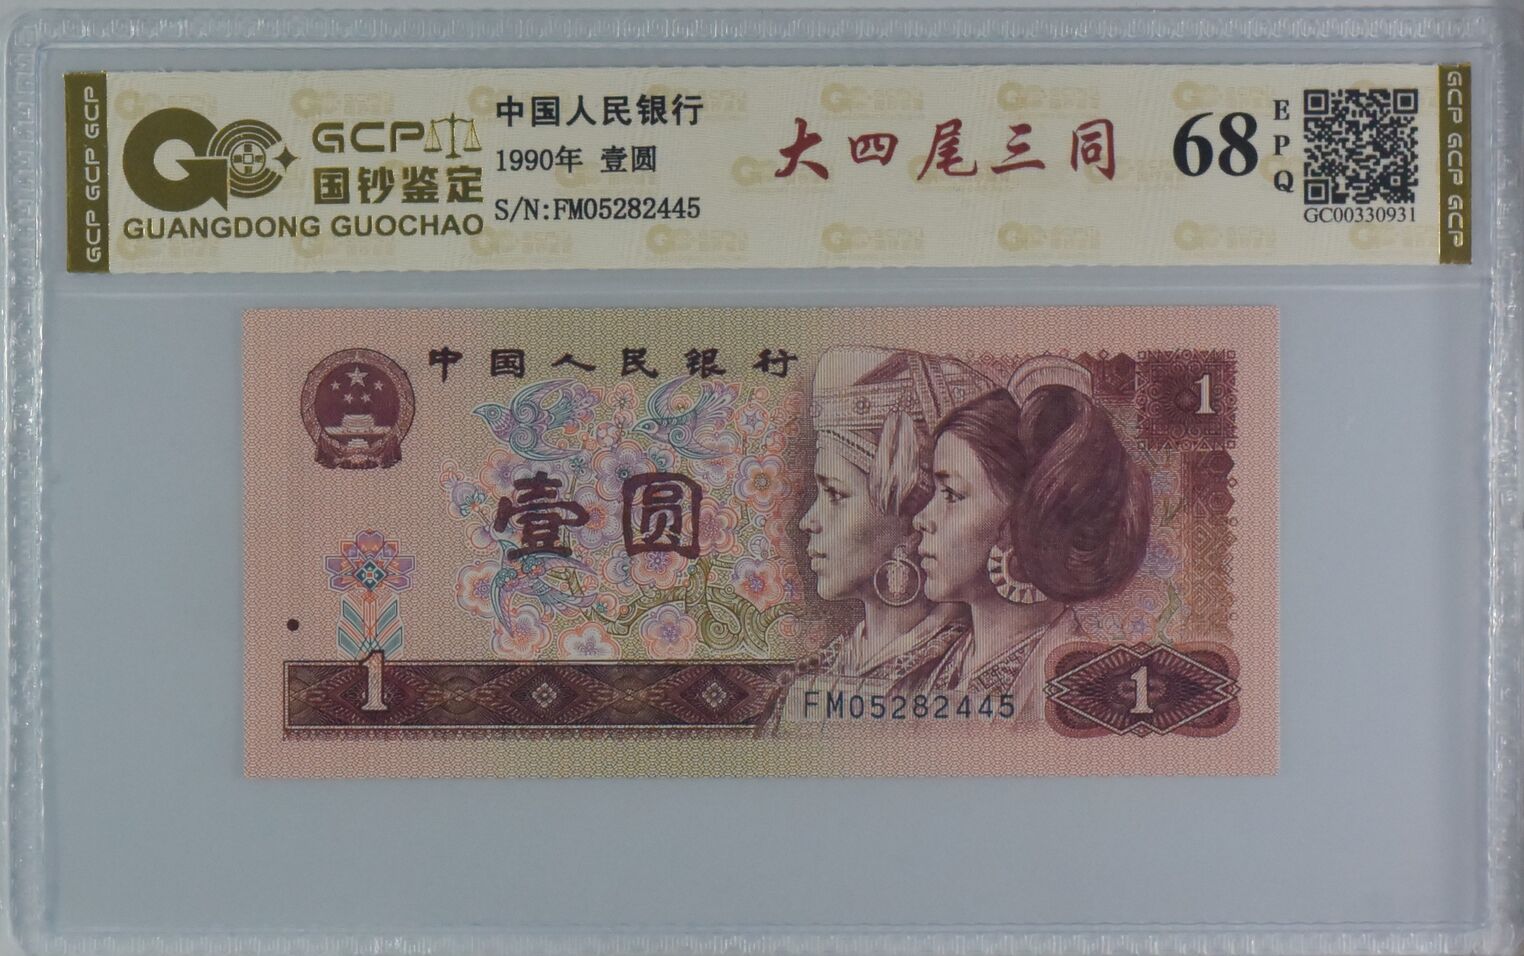 GCP GCP GCP
GCP
国钞鉴定
GUANGDONG GUOCHAO
中国人民银行
1990年 壹圆
S/N:FM05282445
大四尾三同
68
EPQ
GC00330931
GCP GCP GCP
中国人民银行
1
壹圆
1
FM05282445
1